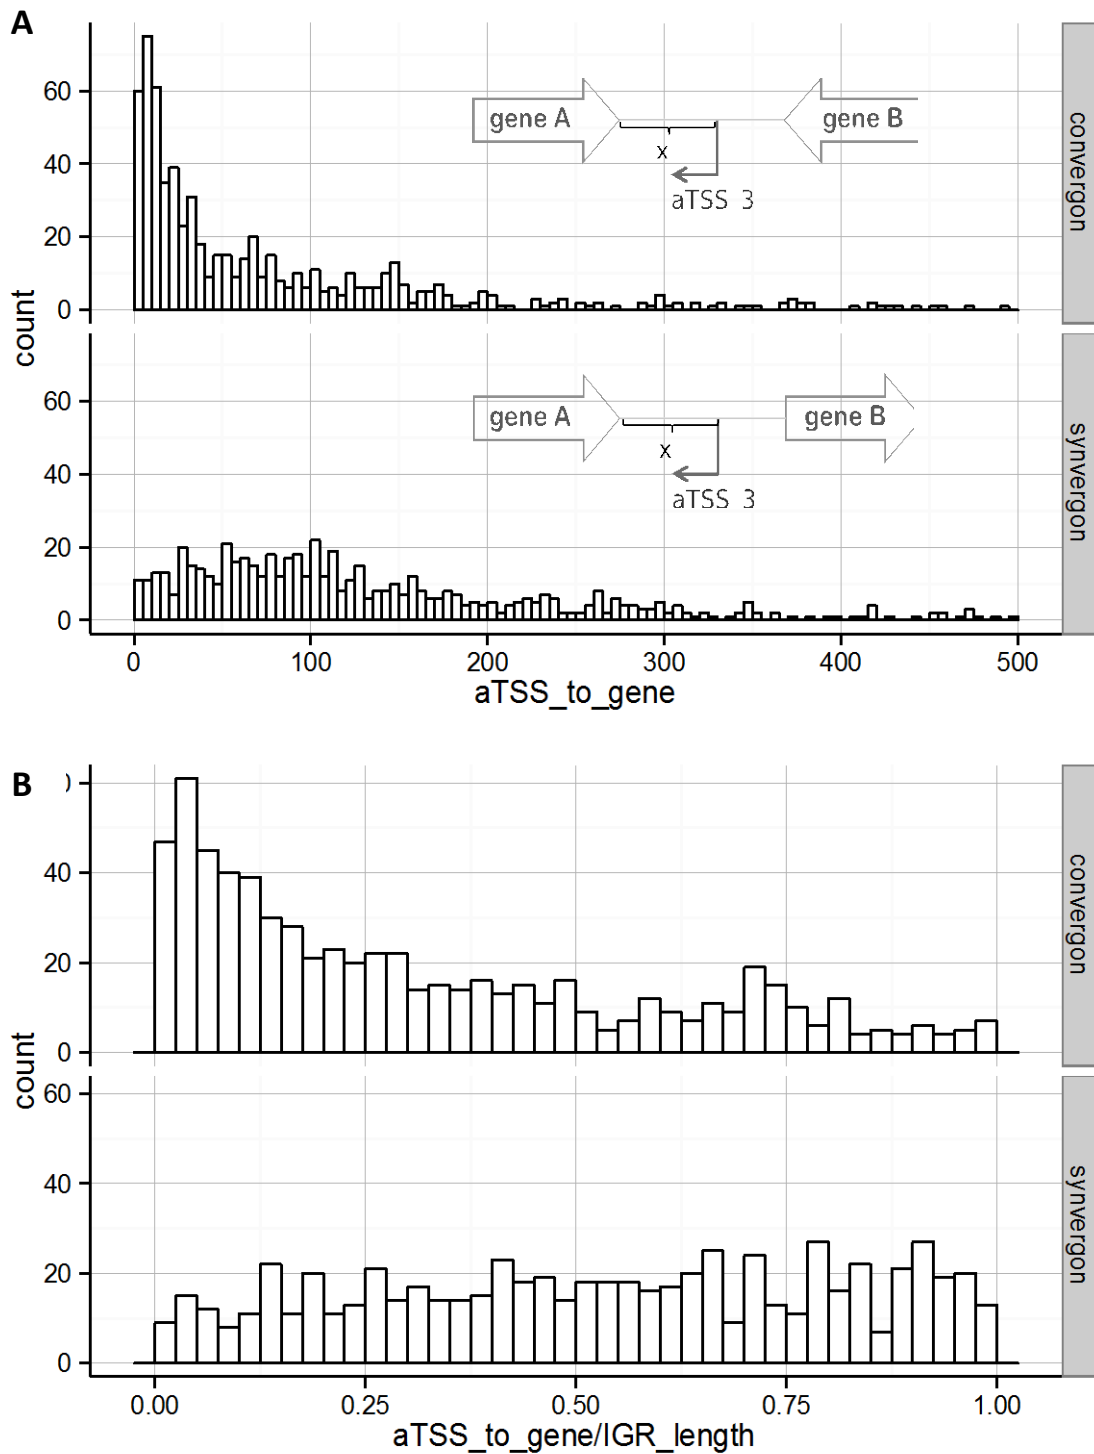 A
60
40
20
0
gene A
gene B
x
aTSS 3
convergon
count
60
40
20
0
gene A
gene B
x
aTSS 3
synvergon
0 100 200 300 400 500
aTSS_to_gene
B
40
20
0
convergon
count
60
40
20
0
synvergon
0.00 0.25 0.50 0.75 1.00
aTSS_to_gene/IGR_length